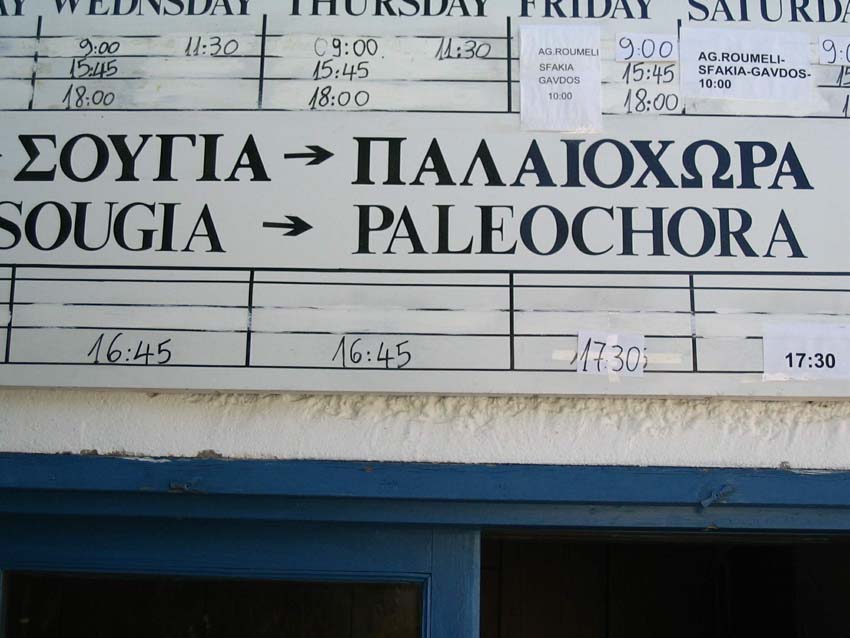 WEDNESDAY THURSDAY FRIDAY
9:00 11:30 09:00 11:30 AG.ROUMELI 9:00 AG.ROUMELI-
15:45 15:45 SFAKIA 15:45 SFAKIA-GAVDOS-
18:00 18:00 GAVDOS 18:00 10:00
10:00
ΣΟΥΓΙΑ → ΠΑΛΑΙΟΧΩΡΑ
SOUGIA → PALEOCHORA
16:45 16:45 17:30 17:30